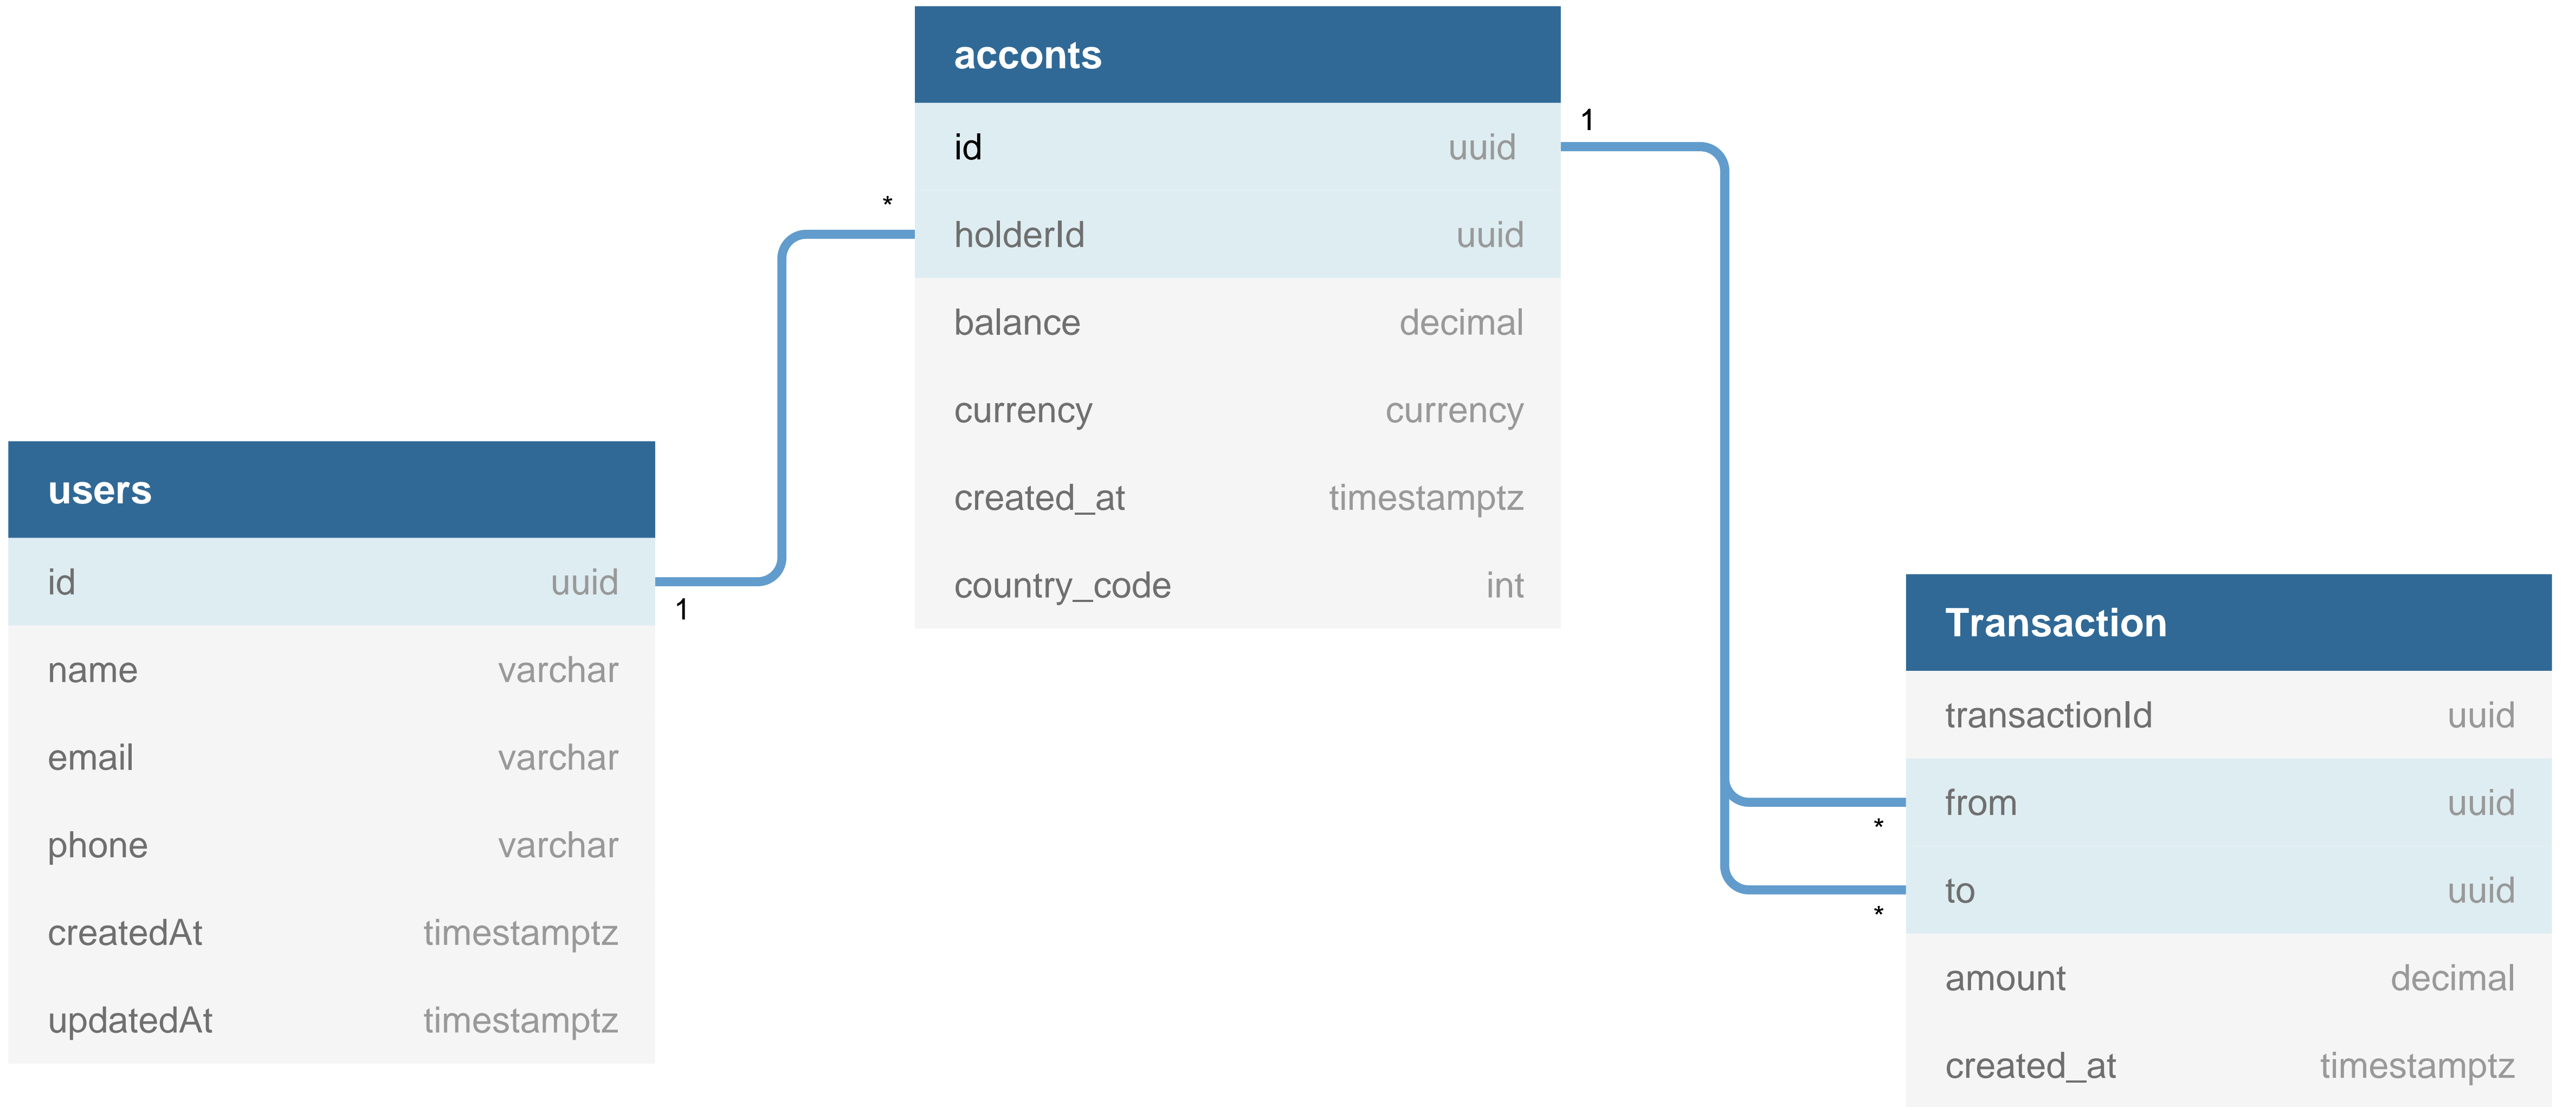 acconts
id uuid
holderId uuid
balance decimal
currency currency
created_at timestamptz
country_code int
1
*
users
id uuid
name varchar
email varchar
phone varchar
createdAt timestamptz
updatedAt timestamptz
1
Transaction
transactionId uuid
from uuid
to uuid
amount decimal
created_at timestamptz
*
*